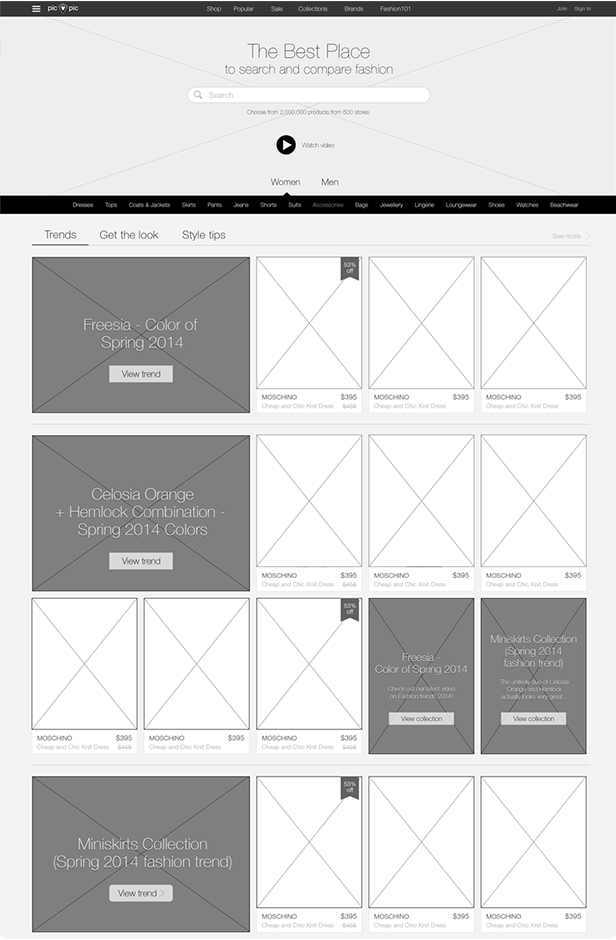 pic pic Shop Popular Sale Collections Brands Fashion101 Join Sign In
The Best Place
to search and compare fashion
Search
Choose from 2,000,000 products from 500 stores
Watch video
Women Men
Dresses Tops Coats & Jackets Skirts Pants Jeans Shorts Suits Accessories Bags Jewellery Lingerie Loungewear Shoes Watches Beachwear
Trends Get the look Style tips See more
Freesia - Color of
Spring 2014
View trend
53%
off
MOSCHINO $395 MOSCHINO $395 MOSCHINO $395
Cheap and Chic Knit Dress $458 Cheap and Chic Knit Dress Cheap and Chic Knit Dress
Celosia Orange
+ Hemlock Combination -
Spring 2014 Colors
View trend
MOSCHINO $395 MOSCHINO $395 MOSCHINO $395
Cheap and Chic Knit Dress $458 Cheap and Chic Knit Dress Cheap and Chic Knit Dress
53%
off
MOSCHINO $395 MOSCHINO $395 MOSCHINO $395
Cheap and Chic Knit Dress $458 Cheap and Chic Knit Dress Cheap and Chic Knit Dress $458
Freesia -
Color of Spring 2014
Check out our latest video
on Fashion trends 2014!
View collection
Miniskirts Collection
(Spring 2014
fashion trend)
The unlikely duo of Celosia
Orange and Hemlock
actually looks very great...
View collection
Miniskirts Collection
(Spring 2014 fashion trend)
View trend
53%
off
MOSCHINO $395 MOSCHINO $395 MOSCHINO $395
Cheap and Chic Knit Dress $458 Cheap and Chic Knit Dress Cheap and Chic Knit Dress